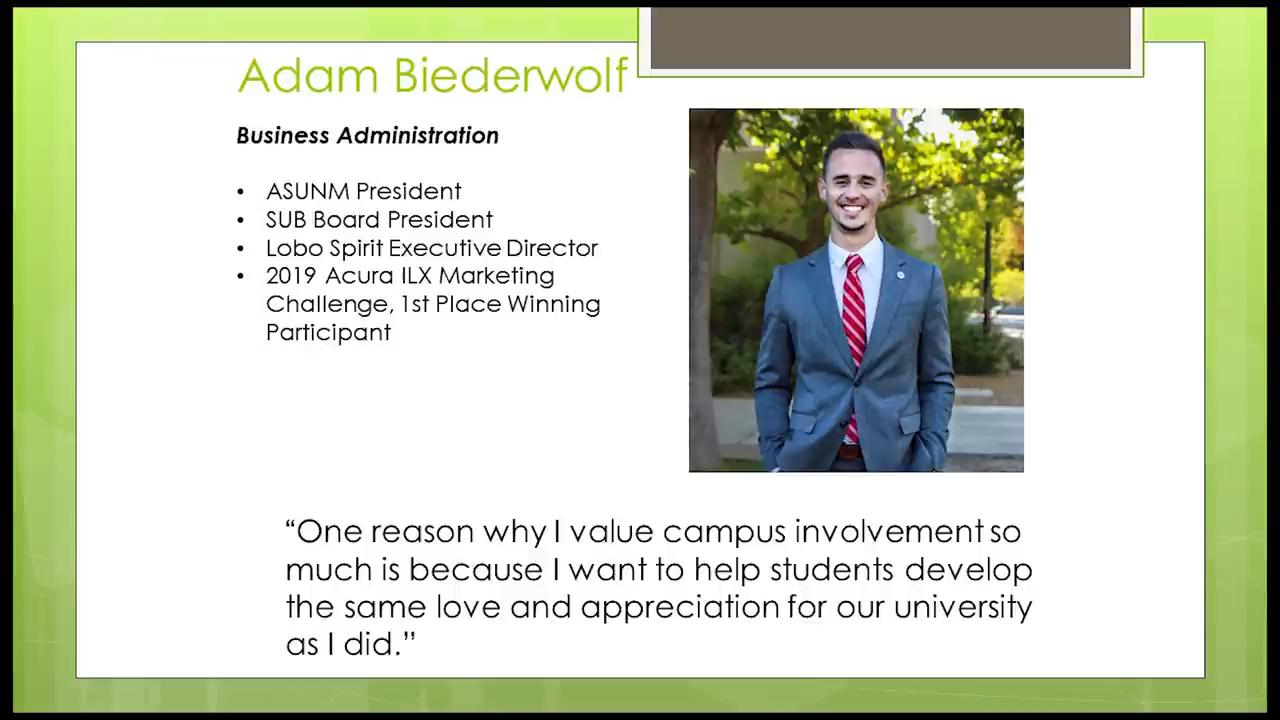 Adam Biederwolf
Business Administration
• ASUNM President
• SUB Board President
• Lobo Spirit Executive Director
• 2019 Acura ILX Marketing
Challenge, 1st Place Winning
Participant
“One reason why I value campus involvement so
much is because I want to help students develop
the same love and appreciation for our university
as I did.”